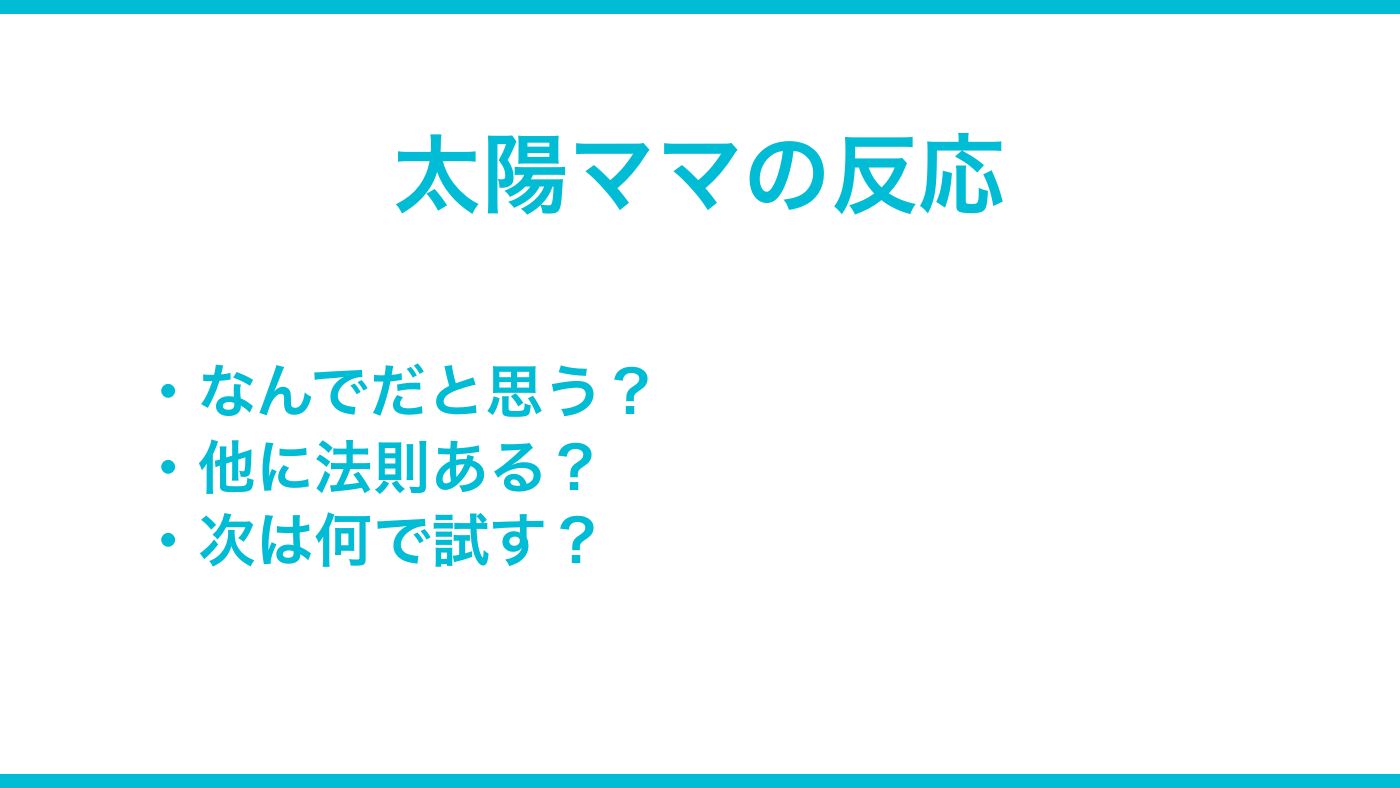 太陽ママの反応
・なんでだと思う？
・他に法則ある？
・次は何で試す？